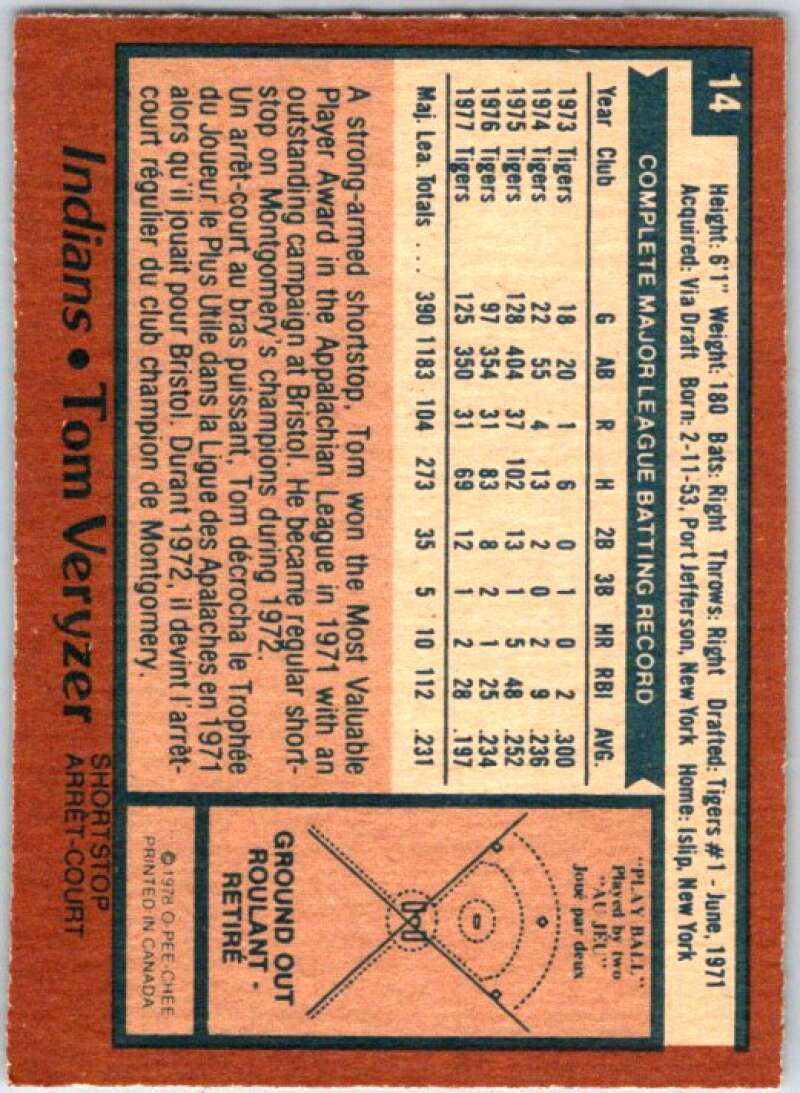 14
Height: 6'1" Weight: 180 Bats: Right Throws: Right Drafted: Tigers #1 - June, 1971
Acquired: Via Draft Born: 2-11-53, Port Jefferson, New York Home: Islip, New York
COMPLETE MAJOR LEAGUE BATTING RECORD
Year Club G AB R H 2B 3B HR RBI AVG.
1973 Tigers 18 20 1 6 0 1 0 2 .300
1974 Tigers 22 55 4 13 2 0 2 9 .236
1975 Tigers 128 404 37 102 13 1 5 48 .252
1976 Tigers 97 354 31 83 8 2 1 25 .234
1977 Tigers 125 350 31 69 12 1 2 28 .197
Maj. Lea. Totals ... 390 1183 104 273 35 5 10 112 .231
A strong-armed shortstop, Tom won the Most Valuable
Player Award in the Appalachian League in 1971 with an
outstanding campaign at Bristol. He became regular short-
stop on Montgomery's champions during 1972.
Un arrêt-court au bras puissant, Tom décrocha le Trophée
du Joueur le Plus Utile dans la Ligue des Apalaches en 1971
alors qu'il jouait pour Bristol. Durant 1972, il devint l'arrêt-
court régulier du club champion de Montgomery.
"PLAY BALL"
Played by two
"AU JEU"
Joué par deux
GROUND OUT
ROULANT -
RETIRÉ
© 1978 O-PEE-CHEE
PRINTED IN CANADA
Indians • Tom Veryzer
SHORTSTOP
ARRÊT-COURT